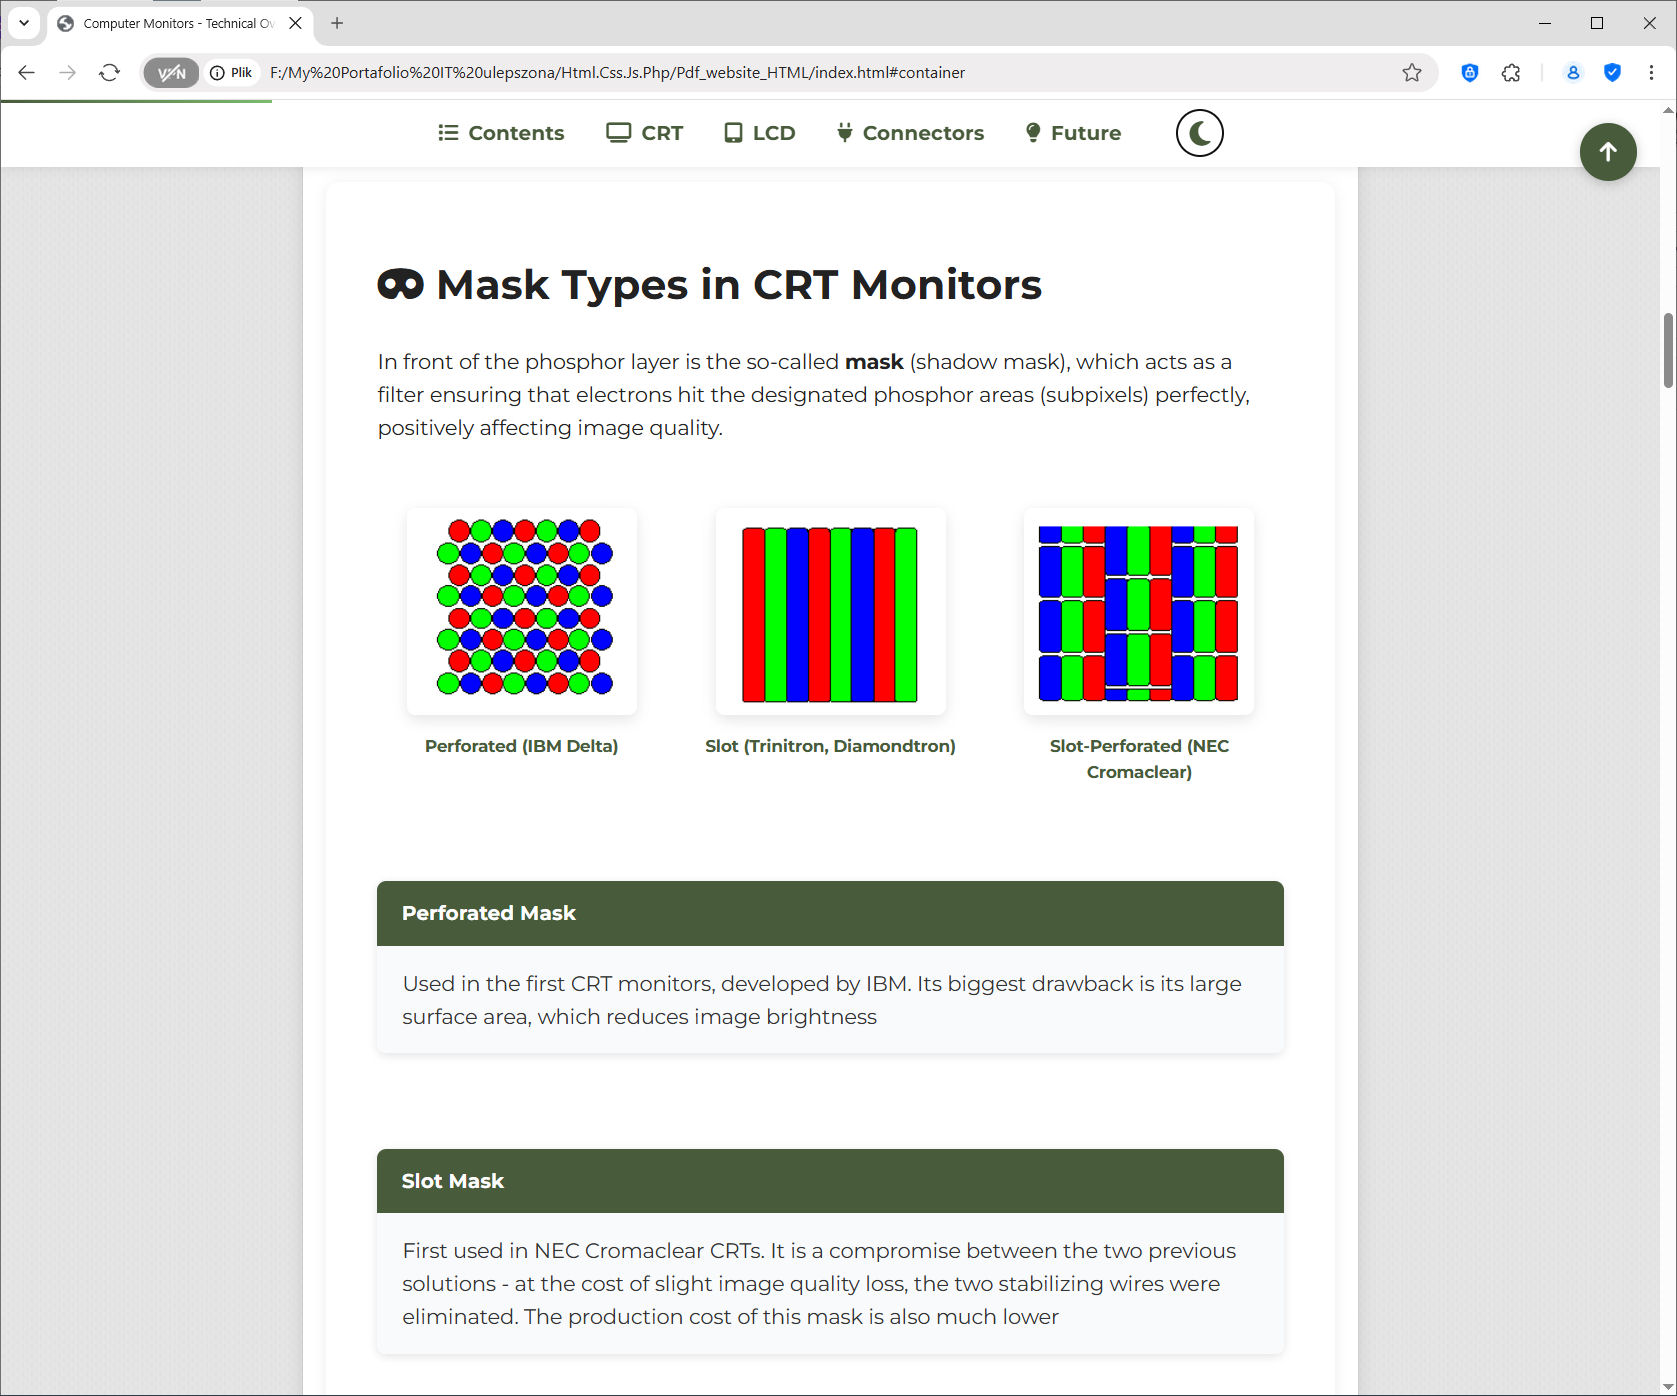 Computer Monitors - Technical Ov
VPN
Plik
F:/My%20Portafolio%20IT%20ulepszona/Html.Css.Js.Php/Pdf_website_HTML/index.html#container
Contents
CRT
LCD
Connectors
Future
Mask Types in CRT Monitors
In front of the phosphor layer is the so-called mask (shadow mask), which acts as a
filter ensuring that electrons hit the designated phosphor areas (subpixels) perfectly,
positively affecting image quality.
Perforated (IBM Delta)
Slot (Trinitron, Diamondtron)
Slot-Perforated (NEC
Cromaclear)
Perforated Mask
Used in the first CRT monitors, developed by IBM. Its biggest drawback is its large
surface area, which reduces image brightness
Slot Mask
First used in NEC Cromaclear CRTs. It is a compromise between the two previous
solutions - at the cost of slight image quality loss, the two stabilizing wires were
eliminated. The production cost of this mask is also much lower